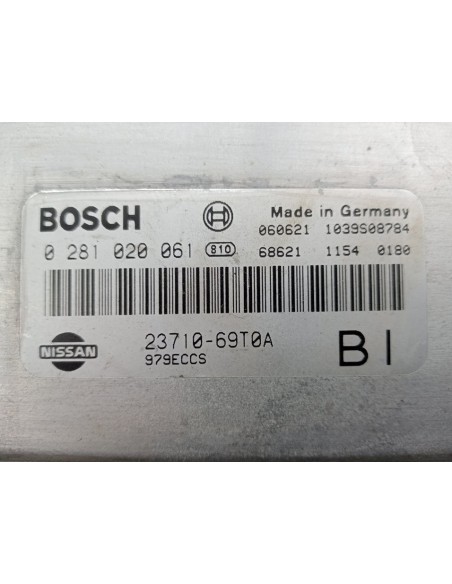 BOSCH Made in Germany
060621 1039S08784
0 281 020 061 810 68621 1154 0180
NISSAN 23710-69T0A BI
979ECCS